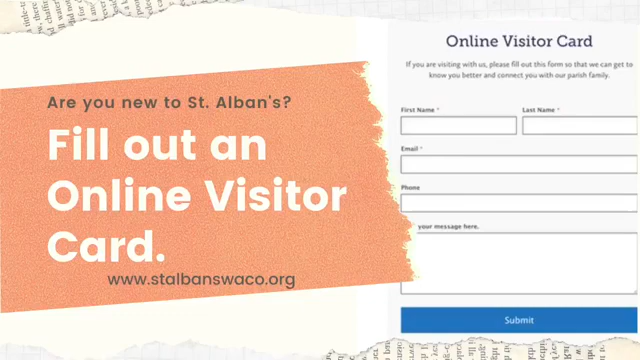 Are you new to St. Alban's?
Fill out an
Online Visitor
Card.
www.stalbanswaco.org
Online Visitor Card
If you are visiting with us, please fill out this form so that we can get to
know you better and connect you with our parish family.
First Name * Last Name *
Email *
Phone
your message here.
Submit